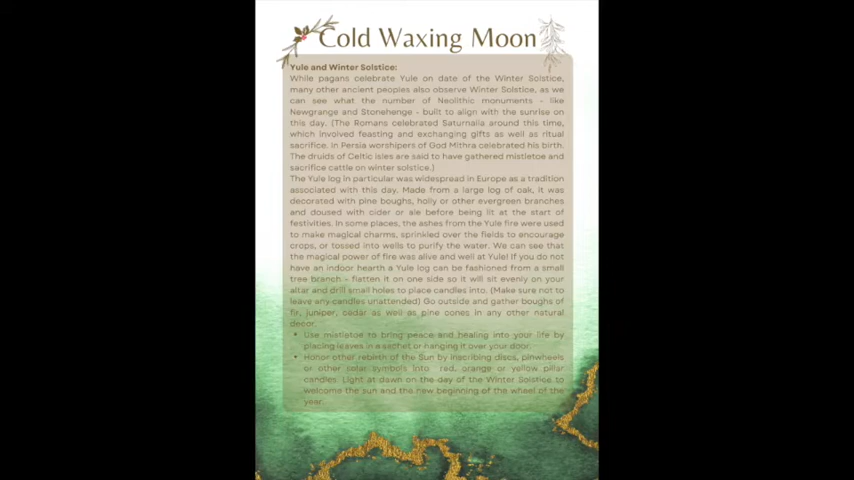 Cold Waxing Moon
Yule and Winter Solstice:
While pagans celebrate Yule on date of the Winter Solstice,
many other ancient peoples also observe Winter Solstice, as we
can see what the number of Neolithic monuments - like
Newgrange and Stonehenge - built to align with the sunrise on
this day. (The Romans celebrated Saturnalia around this time,
which involved feasting and exchanging gifts as well as ritual
sacrifice. In Persia worshipers of God Mithra celebrated his birth.
The druids of Celtic isles are said to have gathered mistletoe and
sacrifice cattle on winter solstice.)
The Yule log in particular was widespread in Europe as a tradition
associated with this day. Made from a large log of oak, it was
decorated with pine boughs, holly or other evergreen branches
and doused with cider or ale before being lit at the start of
festivities. In some places, the ashes from the Yule fire were used
to make magical charms, sprinkled over the fields to encourage
crops, or tossed into wells to purify the water. We can see that
the magical power of fire was alive and well at Yule! If you do not
have an indoor hearth a Yule log can be fashioned from a small
tree branch - flatten it on one side so it will sit evenly on your
altar and drill small holes to place candles into. (Make sure not to
leave any candles unattended) Go outside and gather boughs of
fir, juniper, cedar as well as pine cones in any other natural
decor.
• Use mistletoe to bring peace and healing into your life by
placing leaves in a sachet or hanging it over your door.
• Honor other rebirth of the Sun by inscribing discs, pinwheels
or other solar symbols into red, orange or yellow pillar
candles. Light at dawn on the day of the Winter Solstice to
welcome the sun and the new beginning of the wheel of the
year.